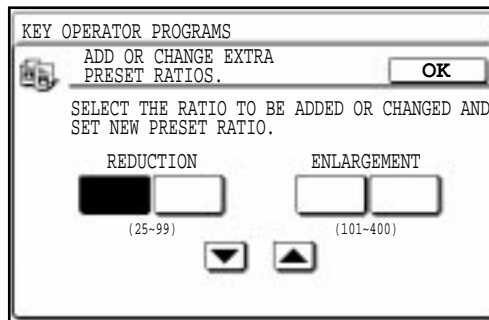 KEY OPERATOR PROGRAMS
ADD OR CHANGE EXTRA
PRESET RATIOS.
OK
SELECT THE RATIO TO BE ADDED OR CHANGED AND
SET NEW PRESET RATIO.
REDUCTION ENLARGEMENT
(25~99) (101~400)